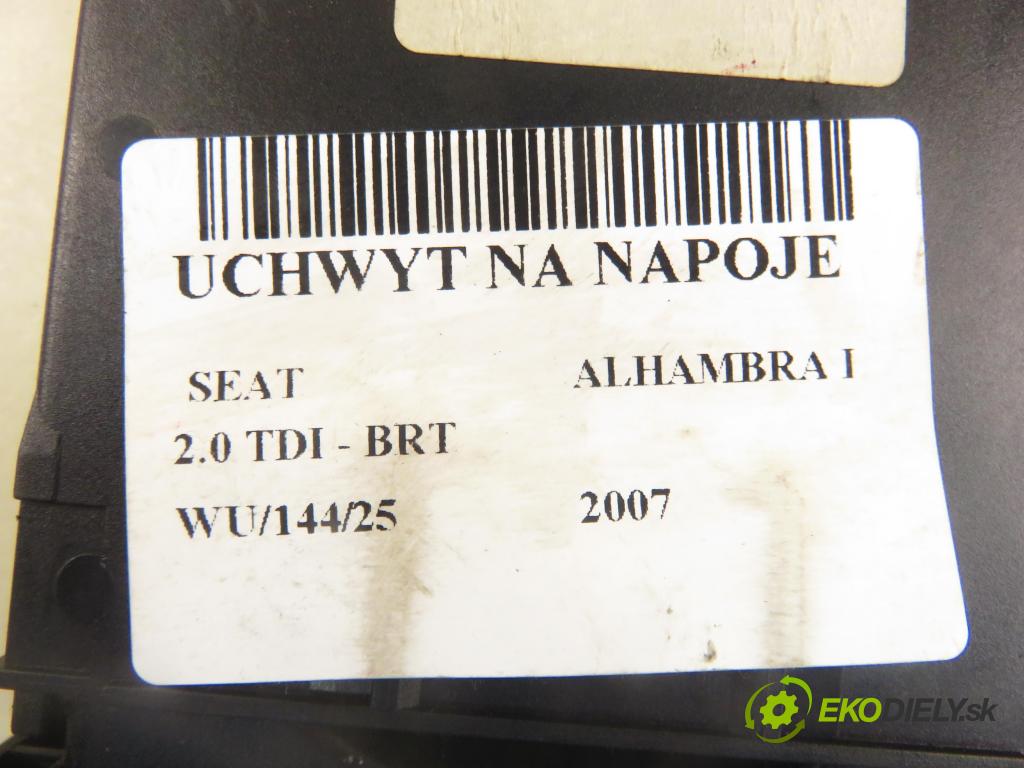 UCHWYT NA NAPOJE
SEAT ALHAMBRA I
2.0 TDI - BRT
WU/144/25 2007
EKODIELY.sk